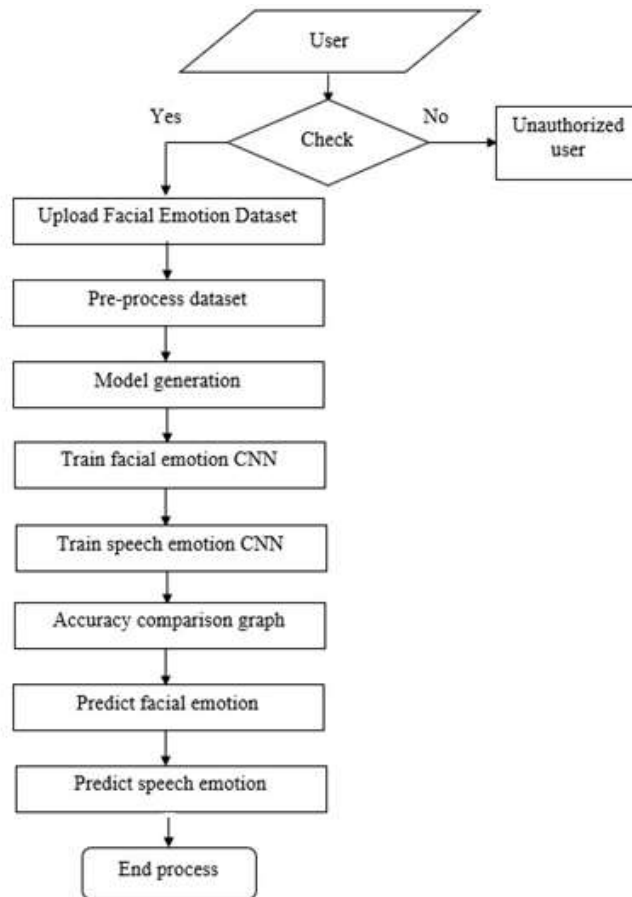 User
Yes
Check
No
Unauthorized
user
Upload Facial Emotion Dataset
Pre-process dataset
Model generation
Train facial emotion CNN
Train speech emotion CNN
Accuracy comparison graph
Predict facial emotion
Predict speech emotion
End process